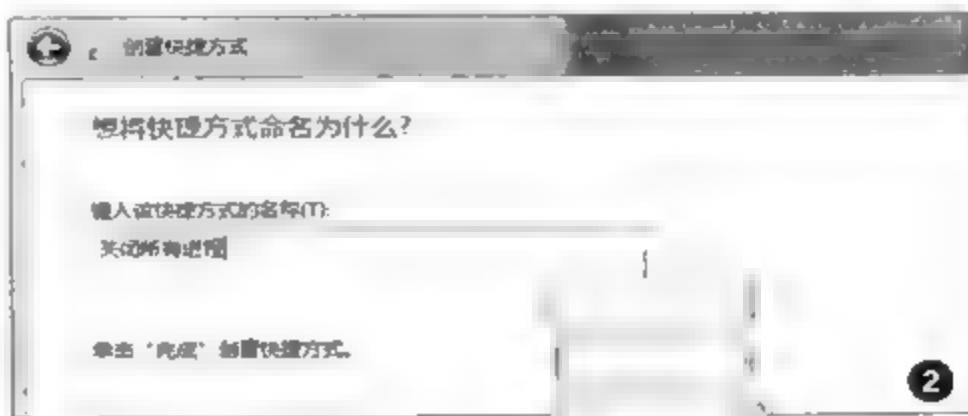 创建快捷方式
想将快捷方式命名为什么?
键入该快捷方式的名称(T):
关闭所有进程
单击"完成"创建快捷方式。
2